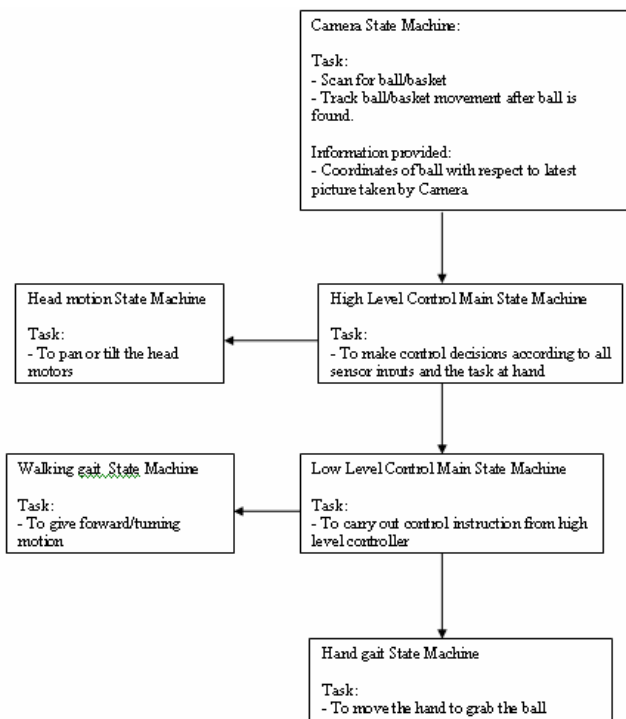 Camera State Machine:
Task:
- Scan for ball/basket
- Track ball/basket movement after ball is
found.
Information provided:
- Coordinates of ball with respect to latest
picture taken by Camera
Head motion State Machine
Task:
- To pan or tilt the head
motors
High Level Control Main State Machine
Task:
- To make control decisions according to all
sensor inputs and the task at hand
Walking gait State Machine
Task:
- To give forward/turning
motion
Low Level Control Main State Machine
Task:
- To carry out control instruction from high
level controller
Hand gait State Machine
Task:
- To move the hand to grab the ball